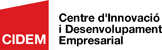 CIDEM
Centre d'Innovació
i Desenvolupament
Empresarial